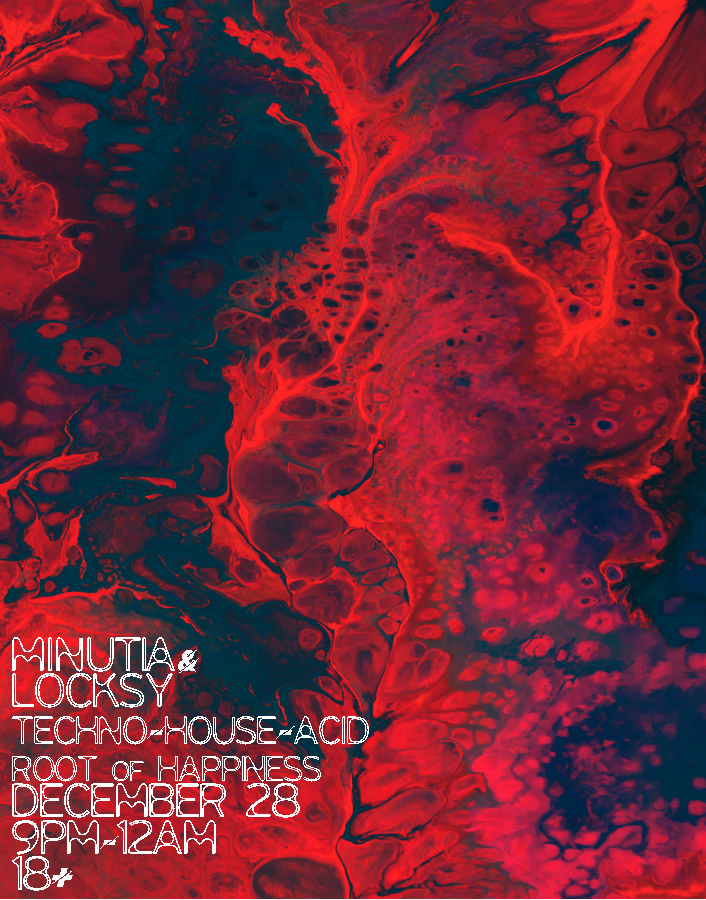 MINUTIA &
LOCKSY
TECHNO-HOUSE-ACID
ROOT OF HAPPINESS
DECEMBER 28
9PM-12AM
18+